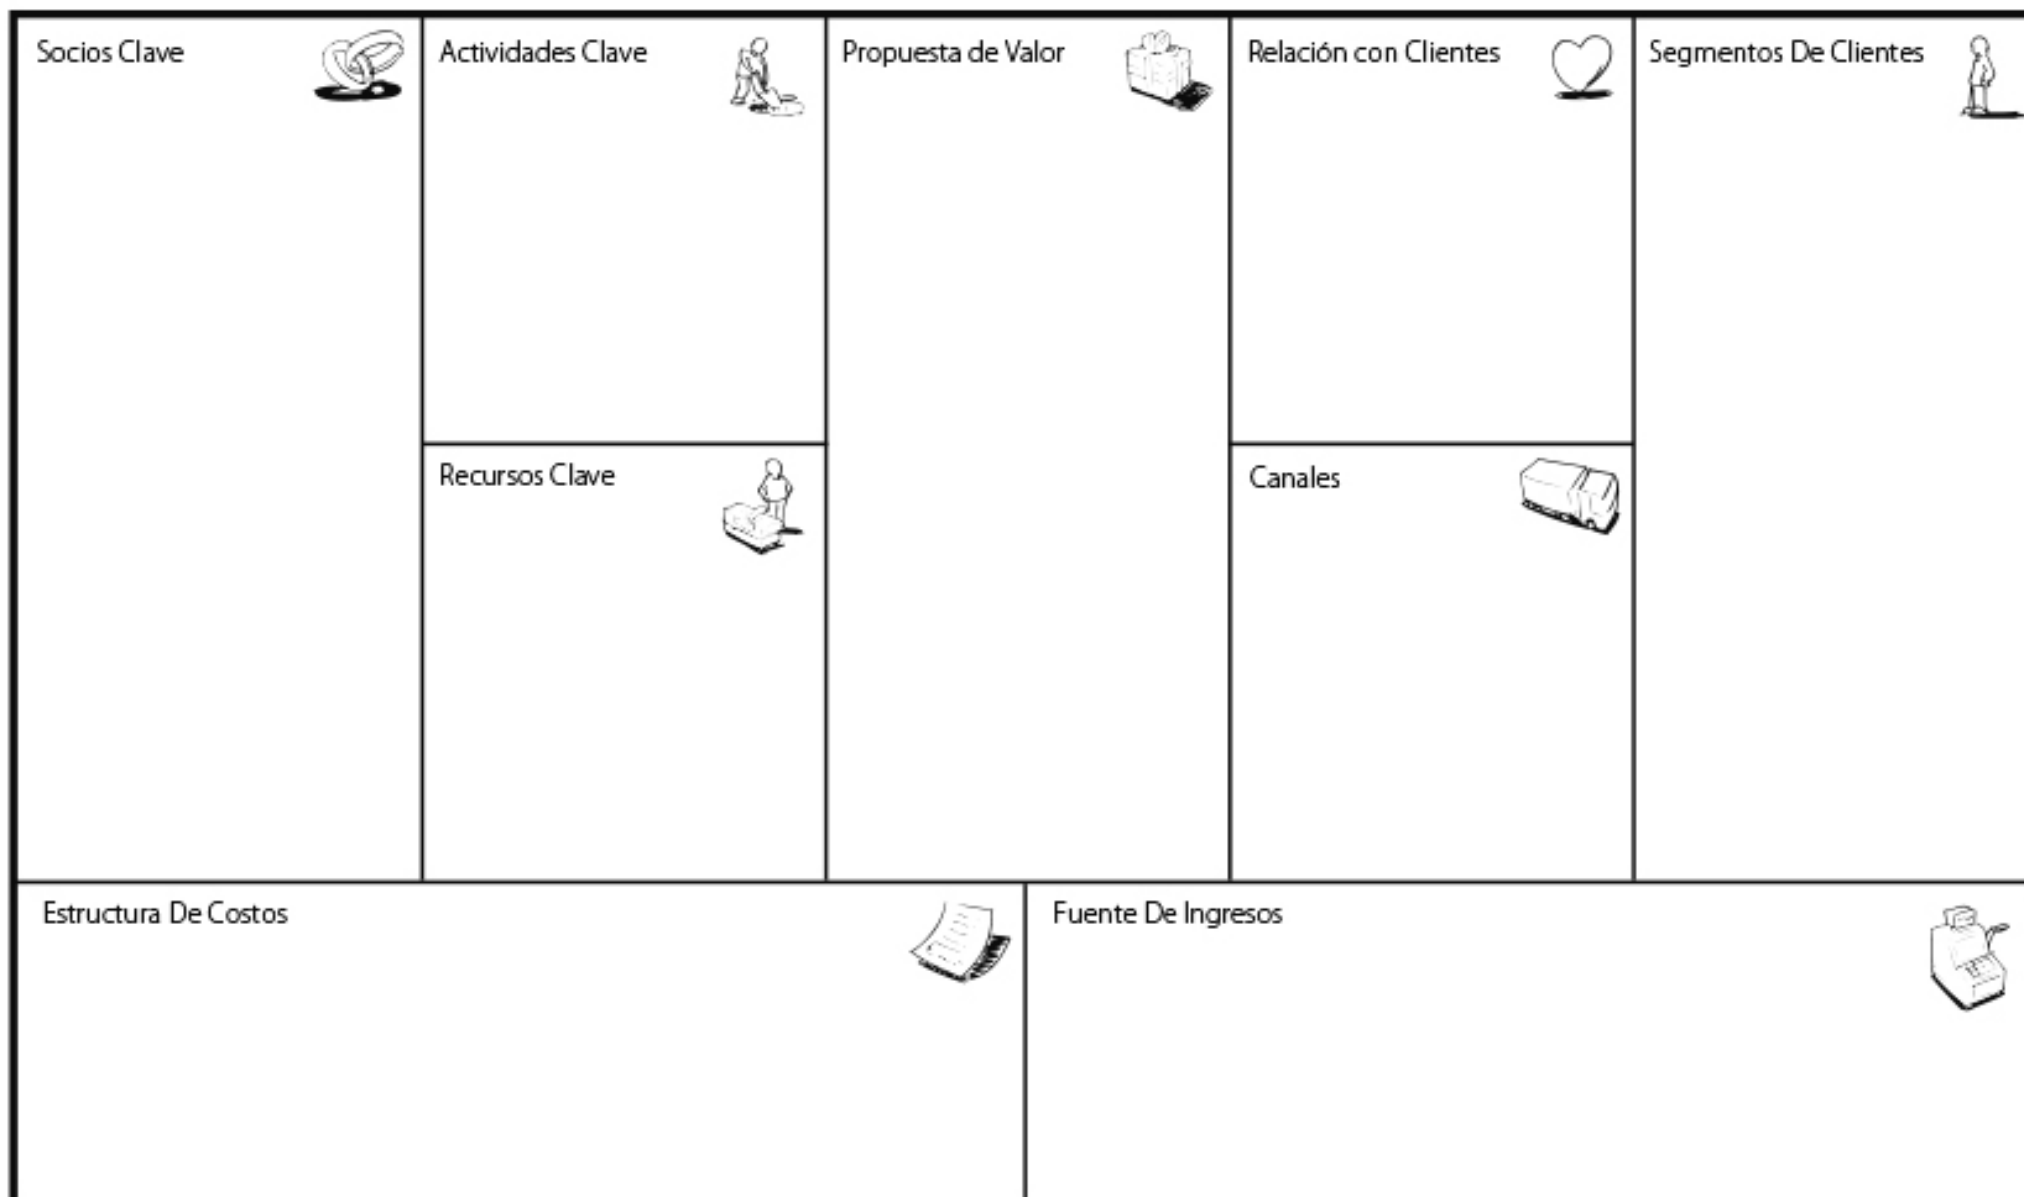 Socios Clave
Actividades Clave
Propuesta de Valor
Relación con Clientes
Segmentos De Clientes
Recursos Clave
Canales
Estructura De Costos
Fuente De Ingresos